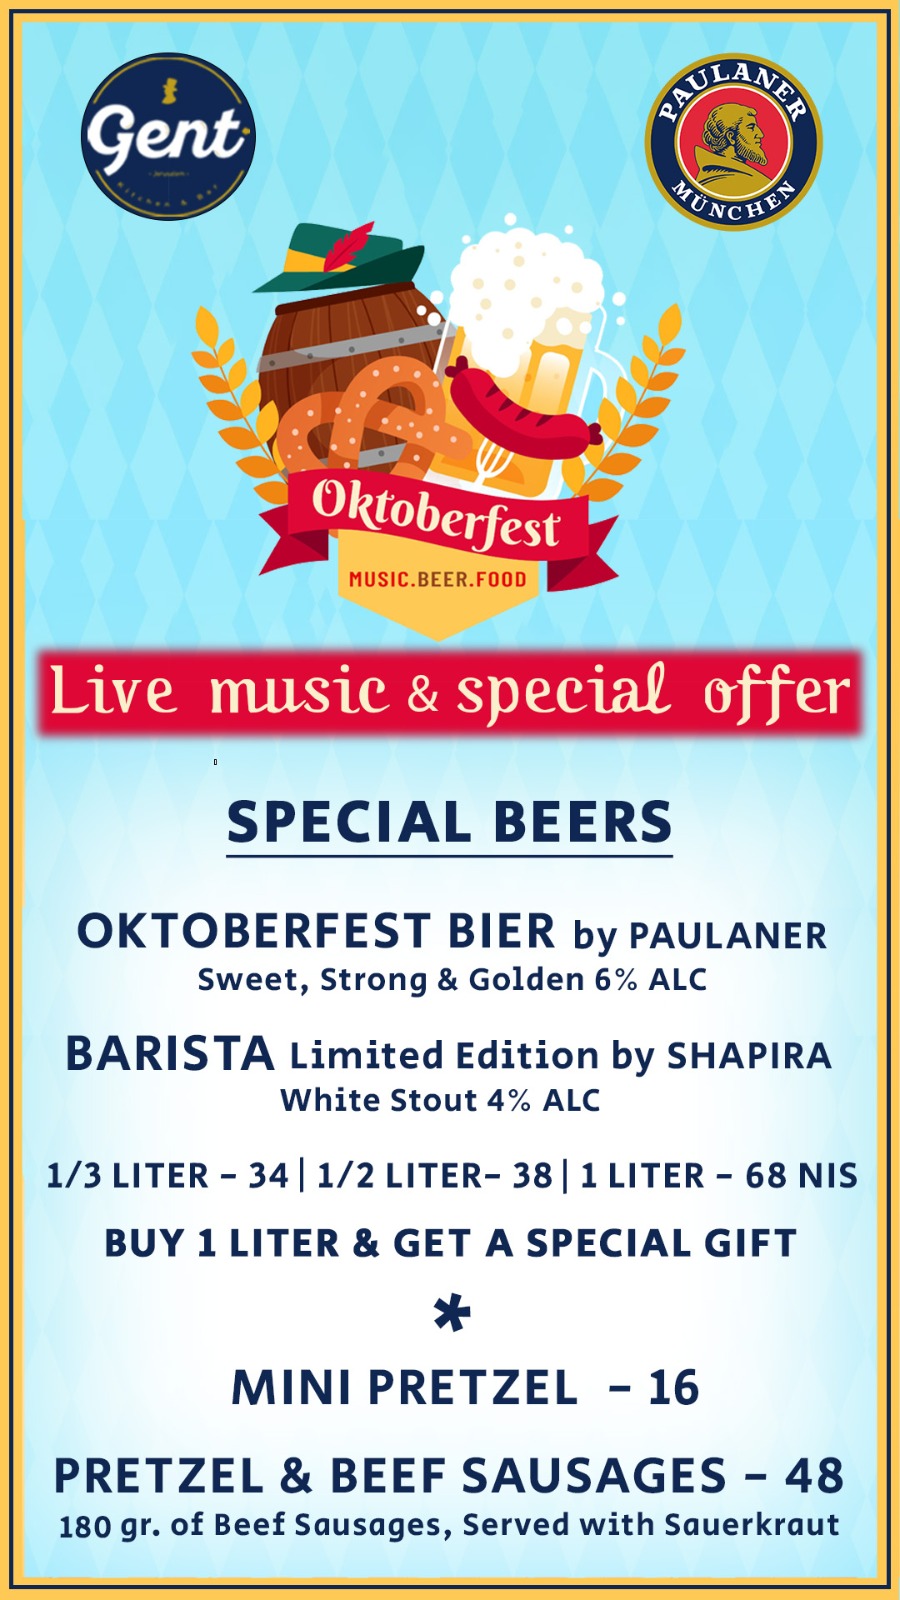 Gent
- Jerusalem -
Kitchen & Bar
PAULANER
MÜNCHEN
Oktoberfest
MUSIC.BEER.FOOD
Live music & special offer
SPECIAL BEERS
OKTOBERFEST BIER by PAULANER
Sweet, Strong & Golden 6% ALC
BARISTA Limited Edition by SHAPIRA
White Stout 4% ALC
1/3 LITER – 34 | 1/2 LITER– 38 | 1 LITER – 68 NIS
BUY 1 LITER & GET A SPECIAL GIFT
*
MINI PRETZEL – 16
PRETZEL & BEEF SAUSAGES – 48
180 gr. of Beef Sausages, Served with Sauerkraut